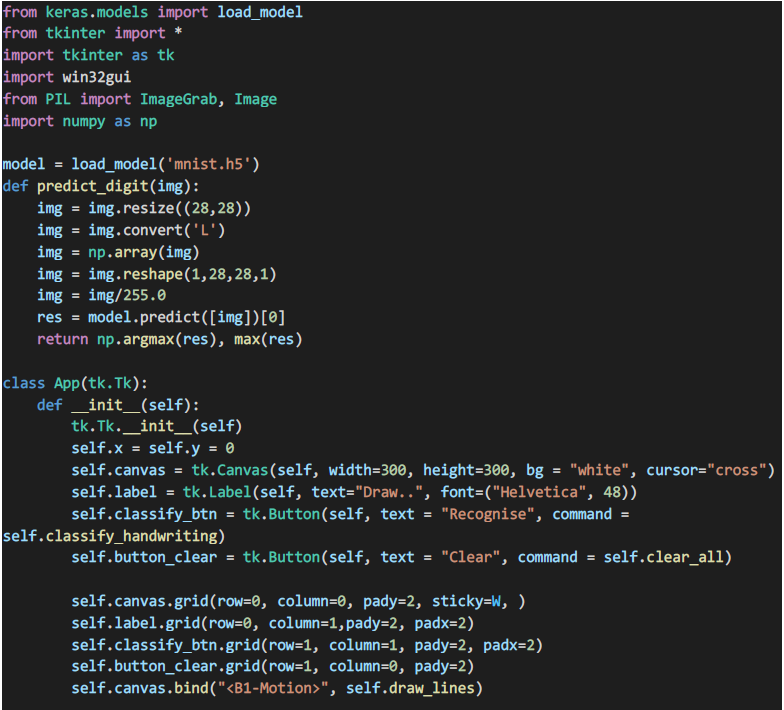 from keras.models import load_model
from tkinter import *
import tkinter as tk
import win32gui
from PIL import ImageGrab, Image
import numpy as np

model = load_model('mnist.h5')
def predict_digit(img):
    img = img.resize((28,28))
    img = img.convert('L')
    img = np.array(img)
    img = img.reshape(1,28,28,1)
    img = img/255.0
    res = model.predict([img])[0]
    return np.argmax(res), max(res)

class App(tk.Tk):
    def __init__(self):
        tk.Tk.__init__(self)
        self.x = self.y = 0
        self.canvas = tk.Canvas(self, width=300, height=300, bg = "white", cursor="cross")
        self.label = tk.Label(self, text="Draw..", font=("Helvetica", 48))
        self.classify_btn = tk.Button(self, text = "Recognise", command =
self.classify_handwriting)
        self.button_clear = tk.Button(self, text = "Clear", command = self.clear_all)

        self.canvas.grid(row=0, column=0, pady=2, sticky=W, )
        self.label.grid(row=0, column=1,pady=2, padx=2)
        self.classify_btn.grid(row=1, column=1, pady=2, padx=2)
        self.button_clear.grid(row=1, column=0, pady=2)
        self.canvas.bind("<B1-Motion>", self.draw_lines)